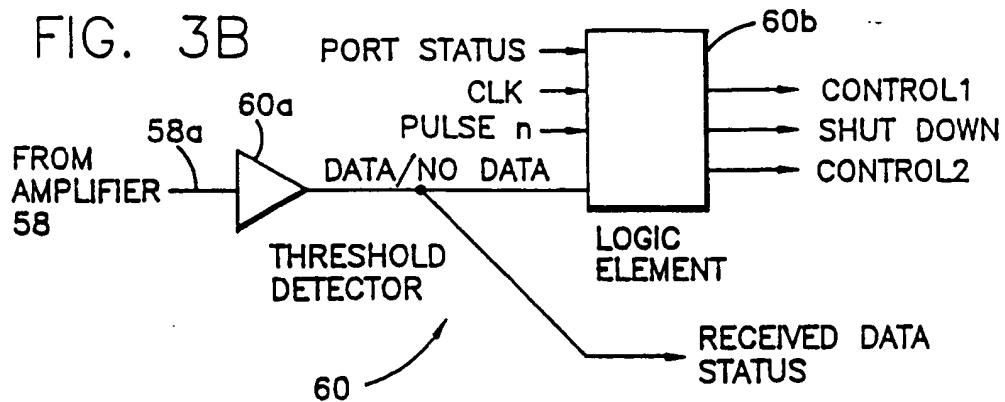 FIG. 3B
60b
PORT STATUS
CLK
PULSE n
CONTROL1
SHUT DOWN
CONTROL2
60a
58a
FROM
AMPLIFIER
58
DATA/NO DATA
THRESHOLD
DETECTOR
LOGIC
ELEMENT
60
RECEIVED DATA
STATUS